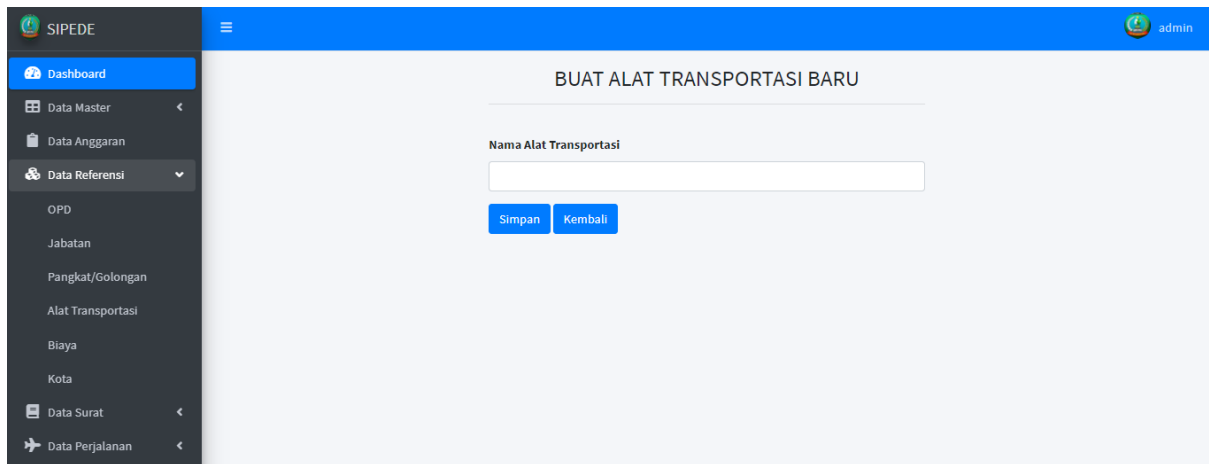 SIPEDE
admin
Dashboard
Data Master
Data Anggaran
Data Referensi
OPD
Jabatan
Pangkat/Golongan
Alat Transportasi
Biaya
Kota
Data Surat
Data Perjalanan
BUAT ALAT TRANSPORTASI BARU
Nama Alat Transportasi
Simpan Kembali